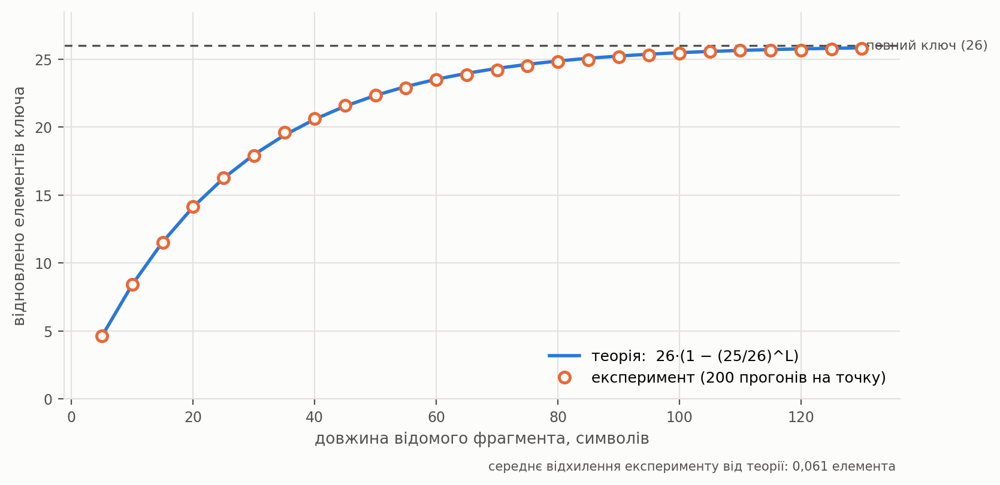 повний ключ (26)
відновлено елементів ключа
25
20
15
10
5
0
теорія: 26·(1 − (25/26)^L)
експеримент (200 прогонів на точку)
0 20 40 60 80 100 120
довжина відомого фрагмента, символів
середнє відхилення експерименту від теорії: 0,061 елемента